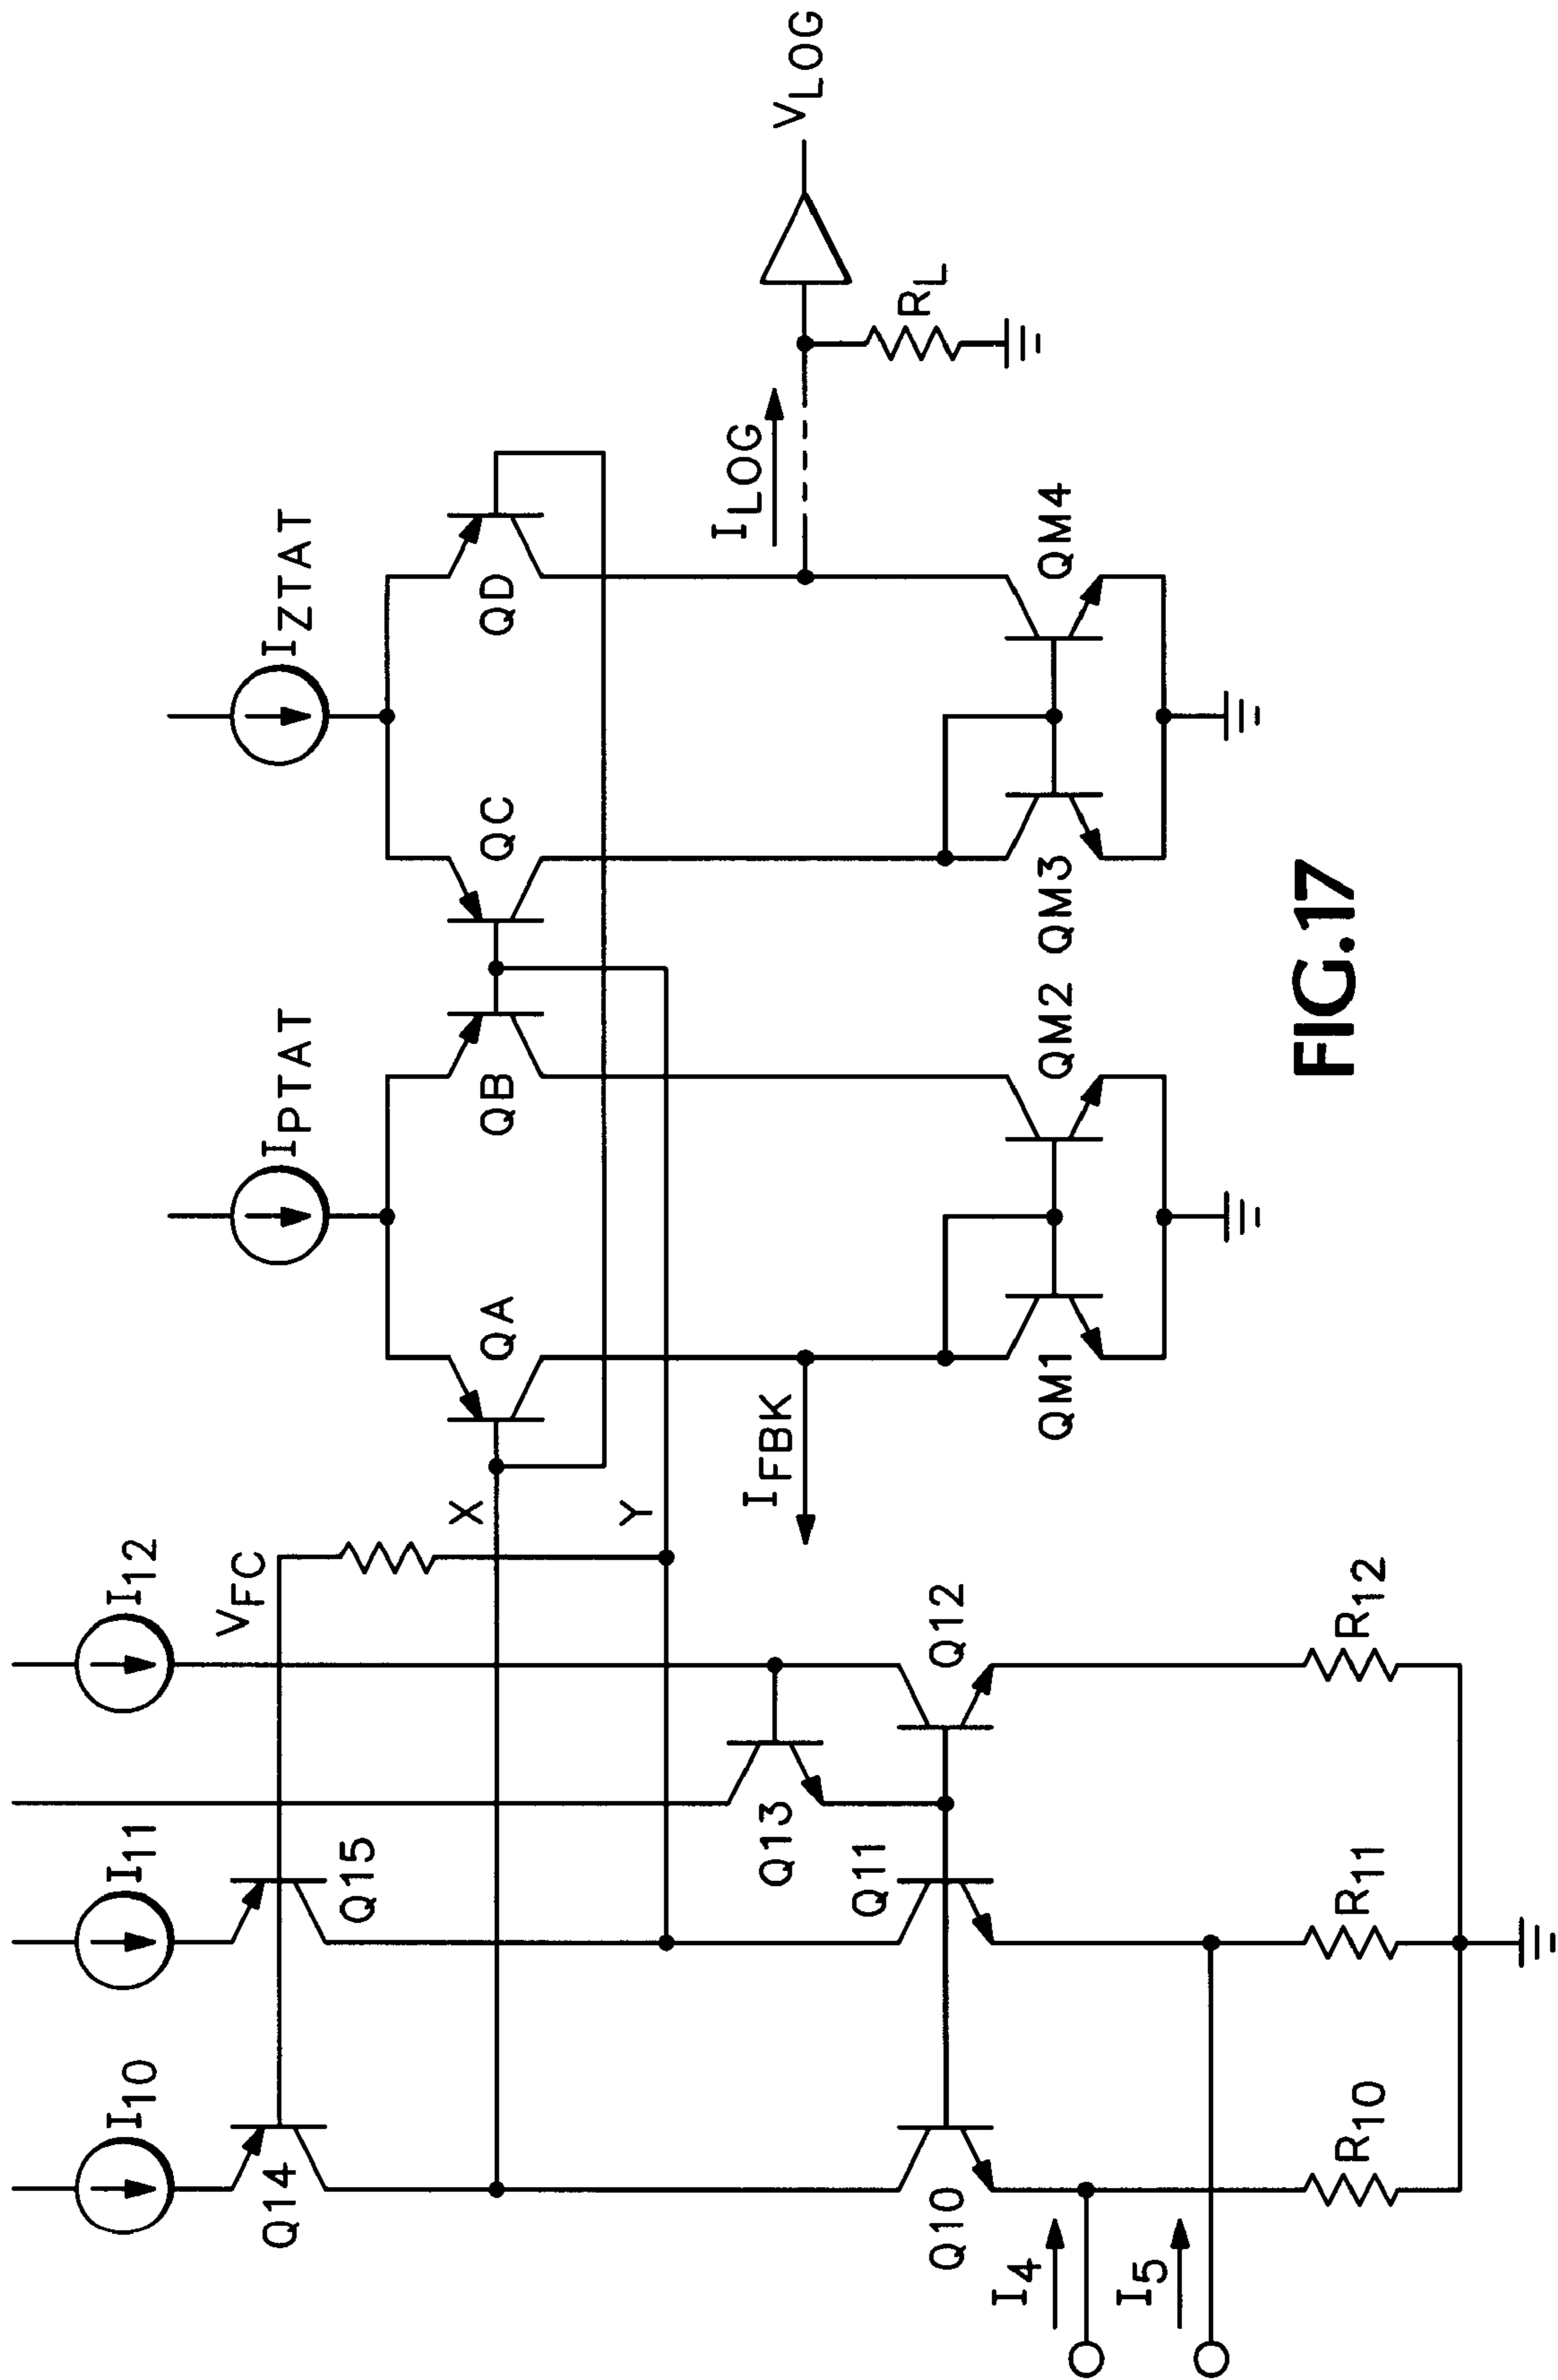 I10
I11
I12
VFC
IPTAT
IZTAT
Q14
Q15
X
Y
QA
QB
QC
QD
IFBK
ILOG
VLOG
RL
Q13
Q10
Q11
Q12
QM1
QM2
QM3
QM4
I4
I5
R10
R11
R12
FIG.17